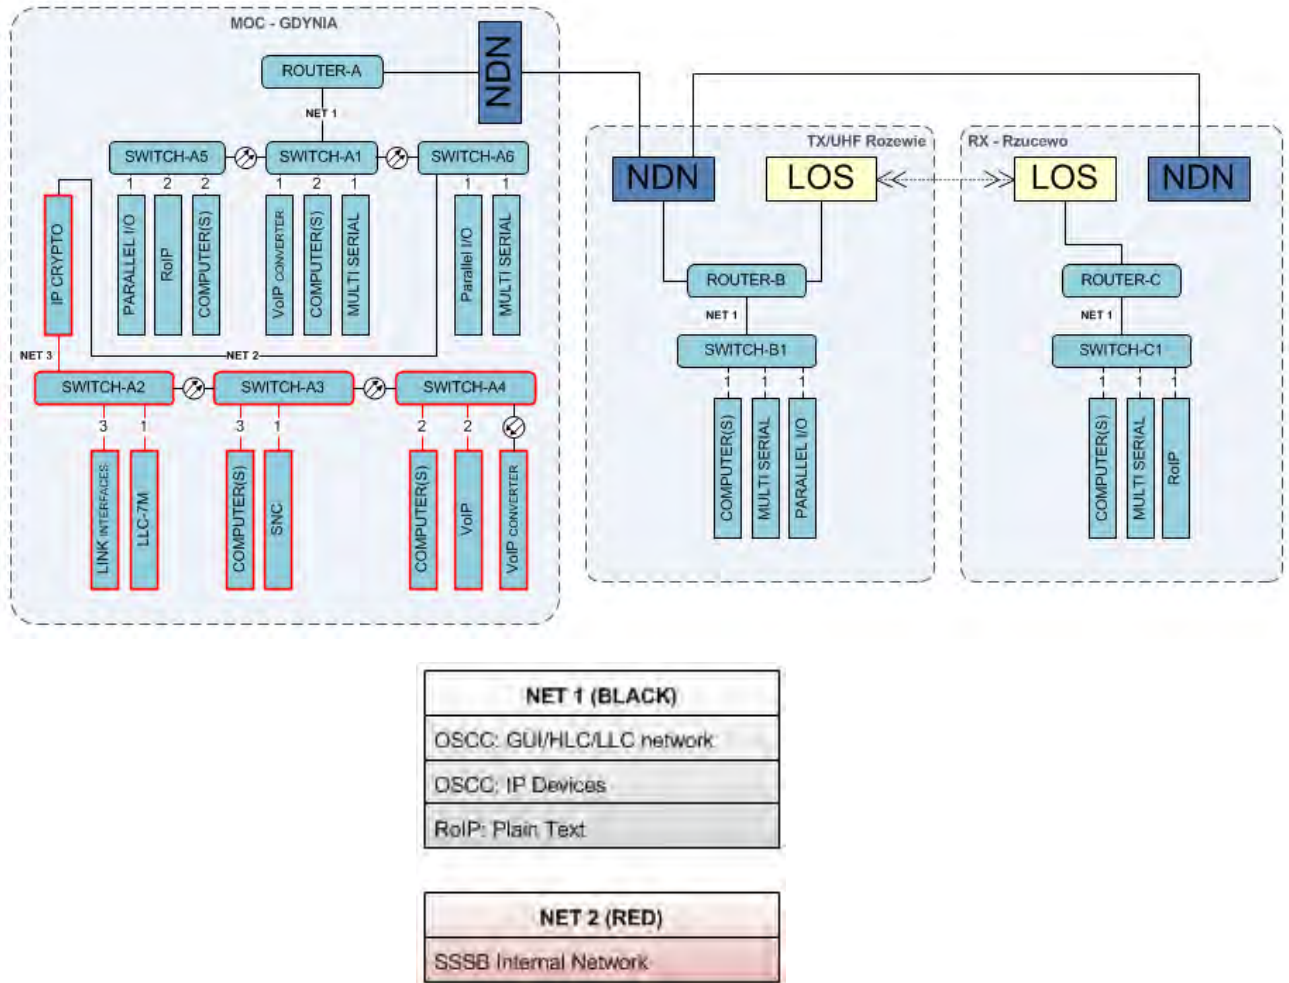 MOC - GDYNIA
ROUTER-A
NDN
NET 1
SWITCH-A5
SWITCH-A1
SWITCH-A6
1
2
2
1
2
1
1
1
IP CRYPTO
PARALLEL I/O
RoIP
COMPUTER(S)
VoIP CONVERTER
COMPUTER(S)
MULTI SERIAL
Parallel I/O
MULTI SERIAL
NET 3
NET 2
SWITCH-A2
SWITCH-A3
SWITCH-A4
3
1
3
1
2
2
LINK INTERFACES
LLC-7M
COMPUTER(S)
SNC
COMPUTER(S)
VoIP
VoIP CONVERTER
TX/UHF Rozewie
NDN
LOS
ROUTER-B
NET 1
SWITCH-B1
1
1
1
COMPUTER(S)
MULTI SERIAL
PARALLEL I/O
RX - Rzucewo
LOS
NDN
ROUTER-C
NET 1
SWITCH-C1
1
1
1
COMPUTER(S)
MULTI SERIAL
RoIP
NET 1 (BLACK)
OSCC: GUI/HLC/LLC network
OSCC: IP Devices
RoIP: Plain Text
NET 2 (RED)
SSSB Internal Network